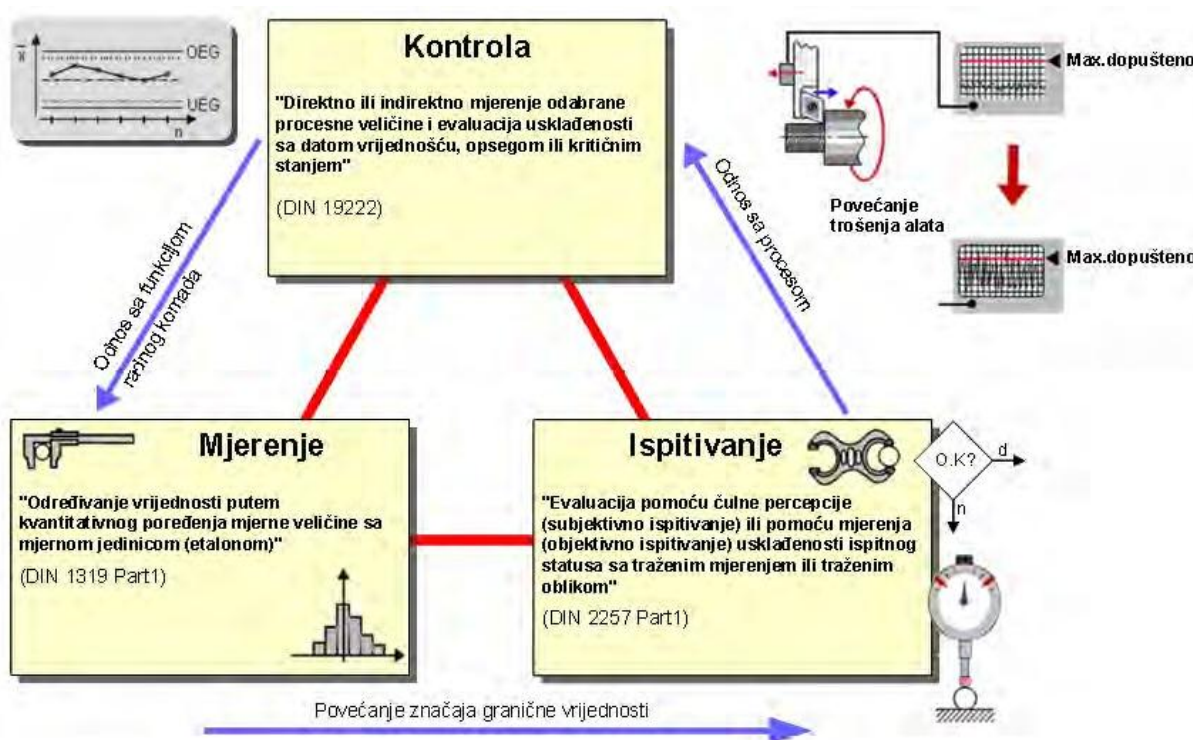 x̄
OEG
UEG
n
Kontrola
"Direktno ili indirektno mjerenje odabrane
procesne veličine i evaluacija usklađenosti
sa datom vrijednošću, opsegom ili kritičnim
stanjem"
(DIN 19222)
Max.dopušteno
Povećanje
trošenja alata
Max.dopušteno
Odnos sa funkcijom
radnog komada
Odnos sa procesom
Mjerenje
"Određivanje vrijednosti putem
kvantitativnog poređenja mjerne veličine sa
mjernom jedinicom (etalonom)"
(DIN 1319 Part1)
Ispitivanje
"Evaluacija pomoću čulne percepcije
(subjektivno ispitivanje) ili pomoću mjerenja
(objektivno ispitivanje) usklađenosti ispitnog
statusa sa traženim mjerenjem ili traženim
oblikom"
(DIN 2257 Part1)
O.K?
d
n
Povećanje značaja granične vrijednosti